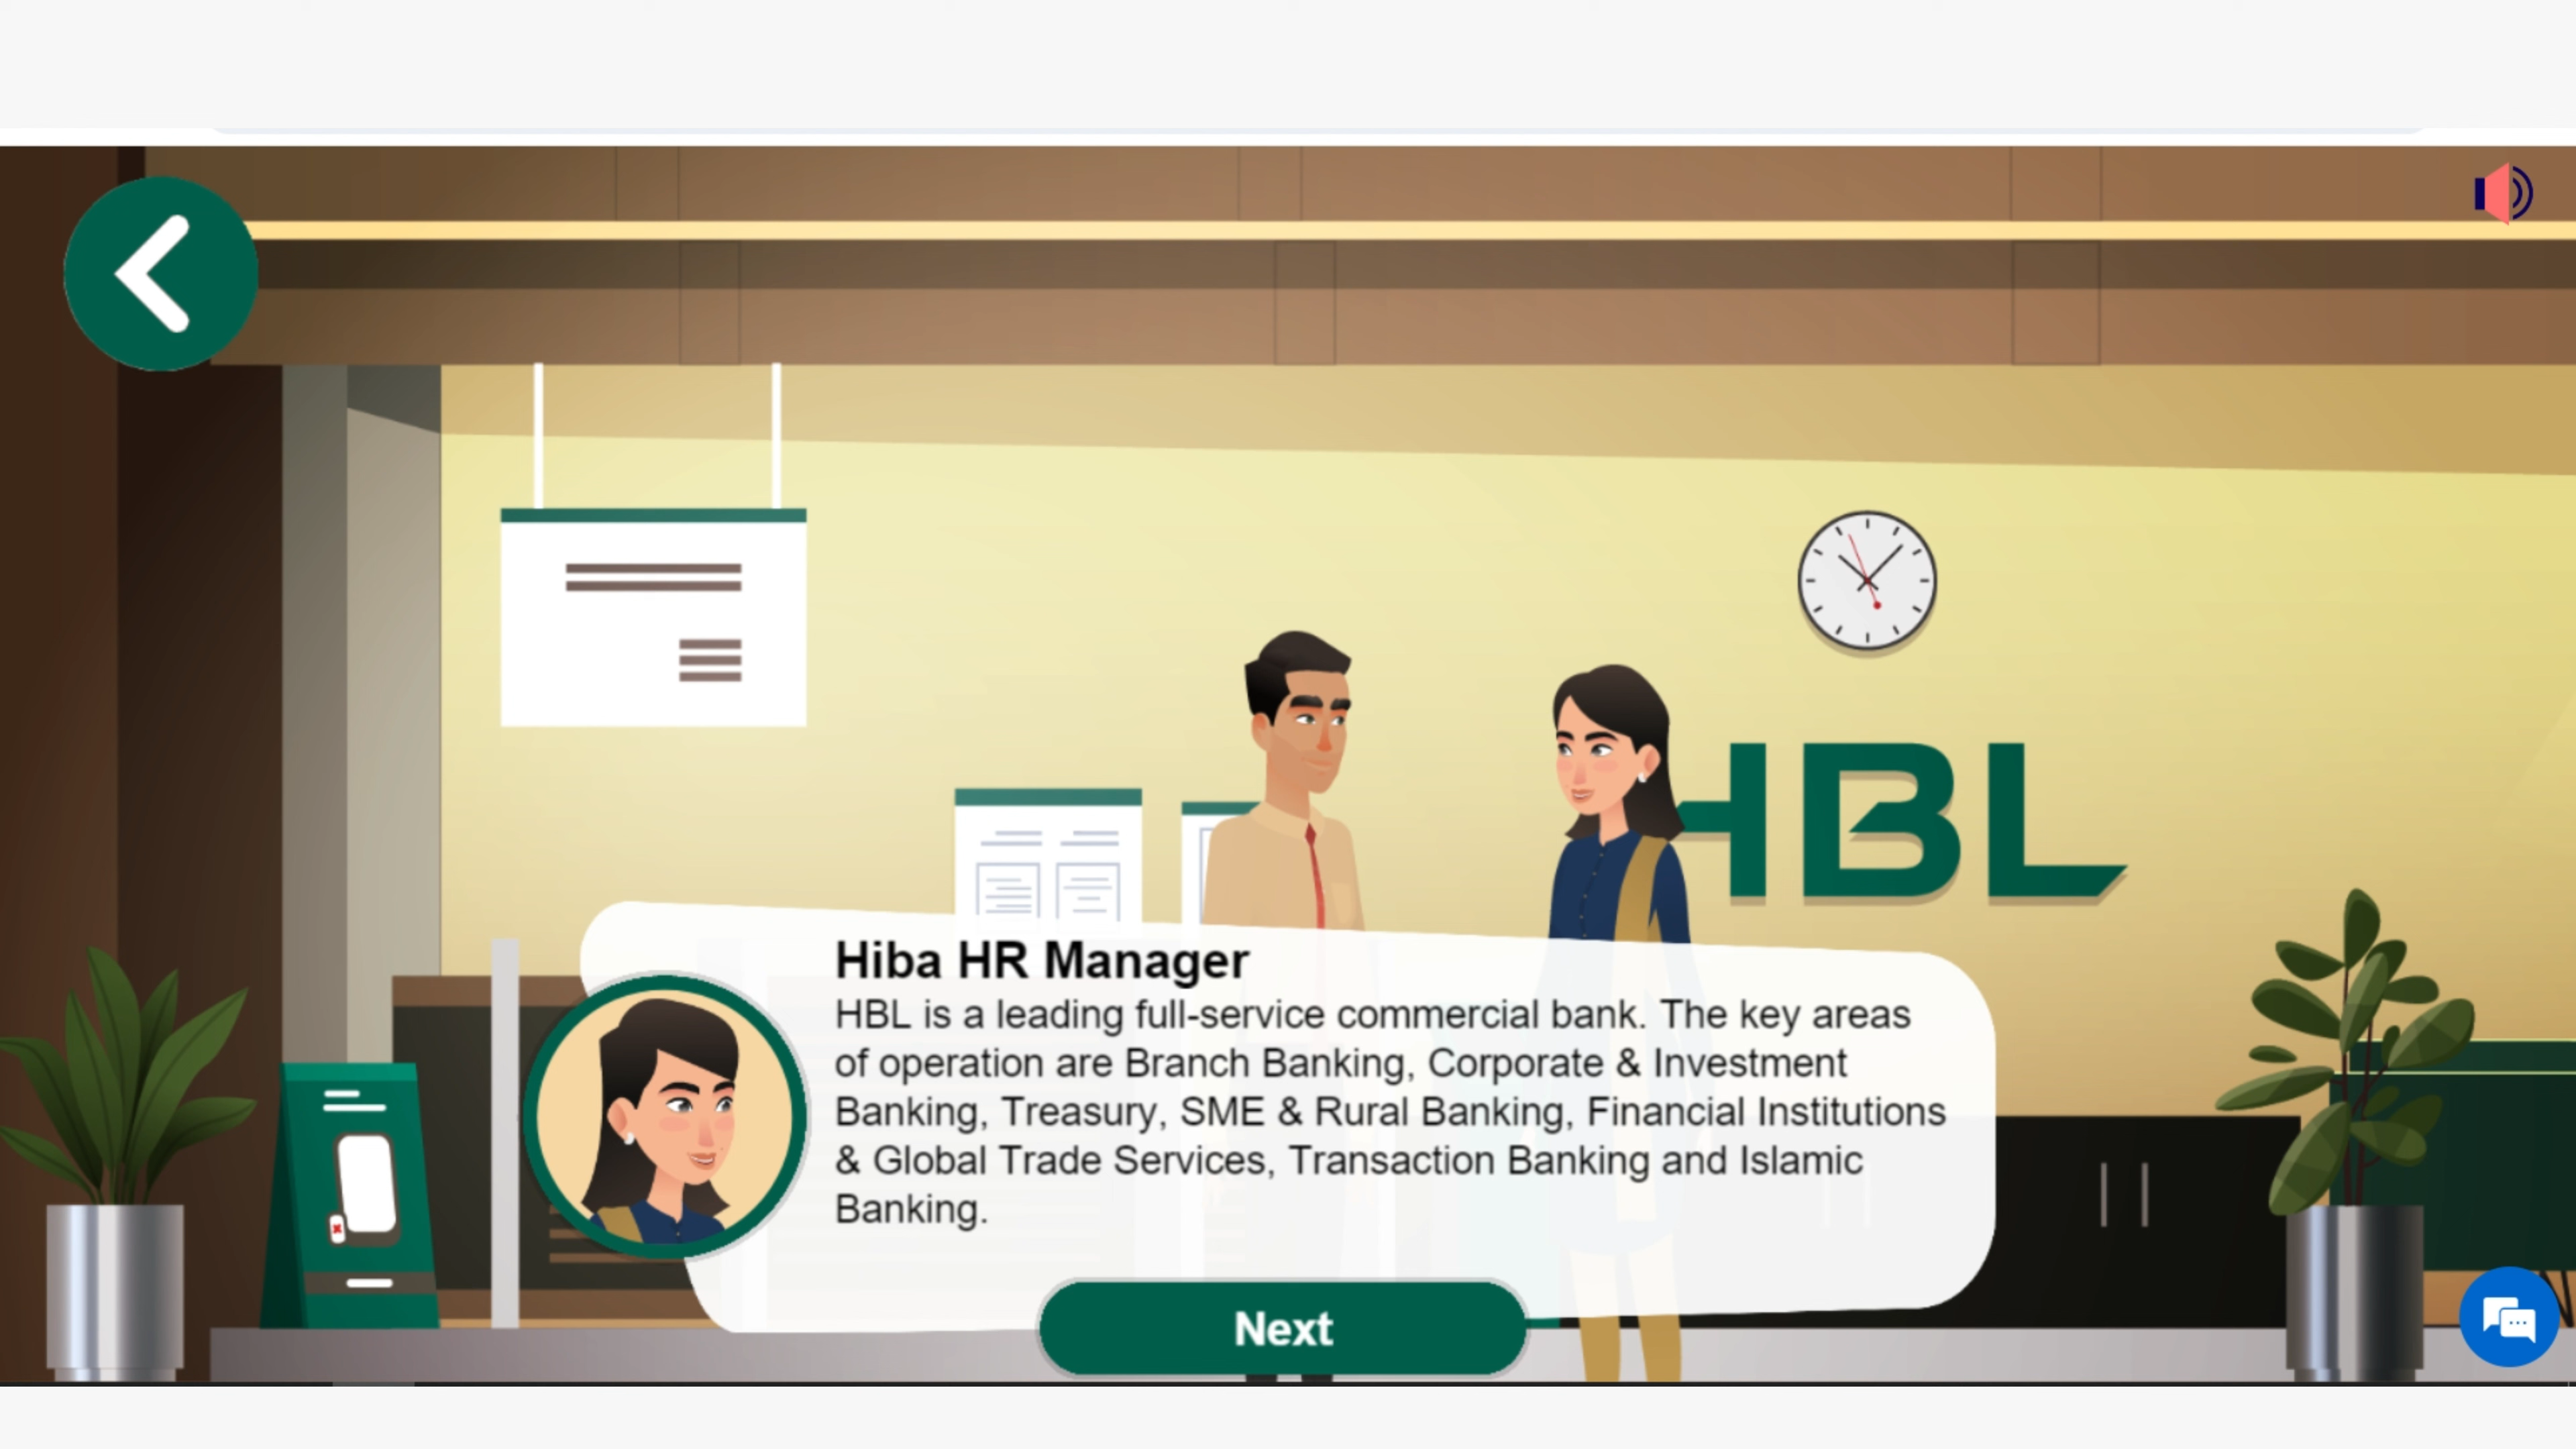 HBL
Hiba HR Manager
HBL is a leading full-service commercial bank. The key areas
of operation are Branch Banking, Corporate & Investment
Banking, Treasury, SME & Rural Banking, Financial Institutions
& Global Trade Services, Transaction Banking and Islamic
Banking.
Next